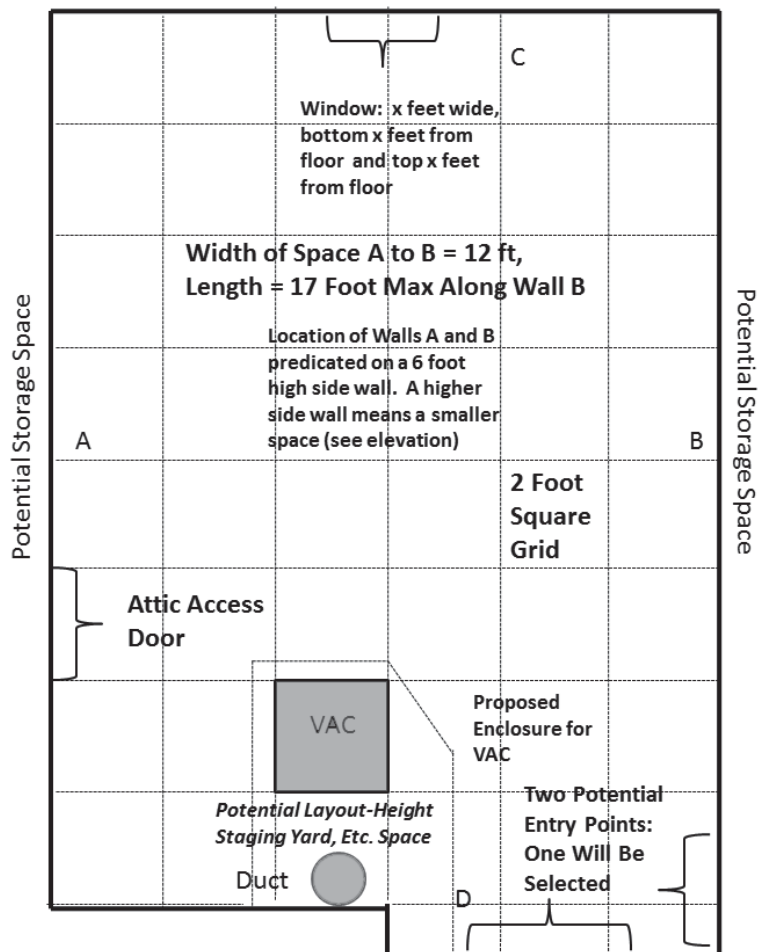 C
Window: x feet wide,
bottom x feet from
floor and top x feet
from floor
Width of Space A to B = 12 ft,
Length = 17 Foot Max Along Wall B
Location of Walls A and B
predicated on a 6 foot
high side wall. A higher
side wall means a smaller
space (see elevation)
Potential Storage Space
A
B
Potential Storage Space
2 Foot
Square
Grid
Attic Access
Door
VAC
Proposed
Enclosure for
VAC
Potential Layout-Height
Staging Yard, Etc. Space
Two Potential
Entry Points:
One Will Be
Selected
Duct
D